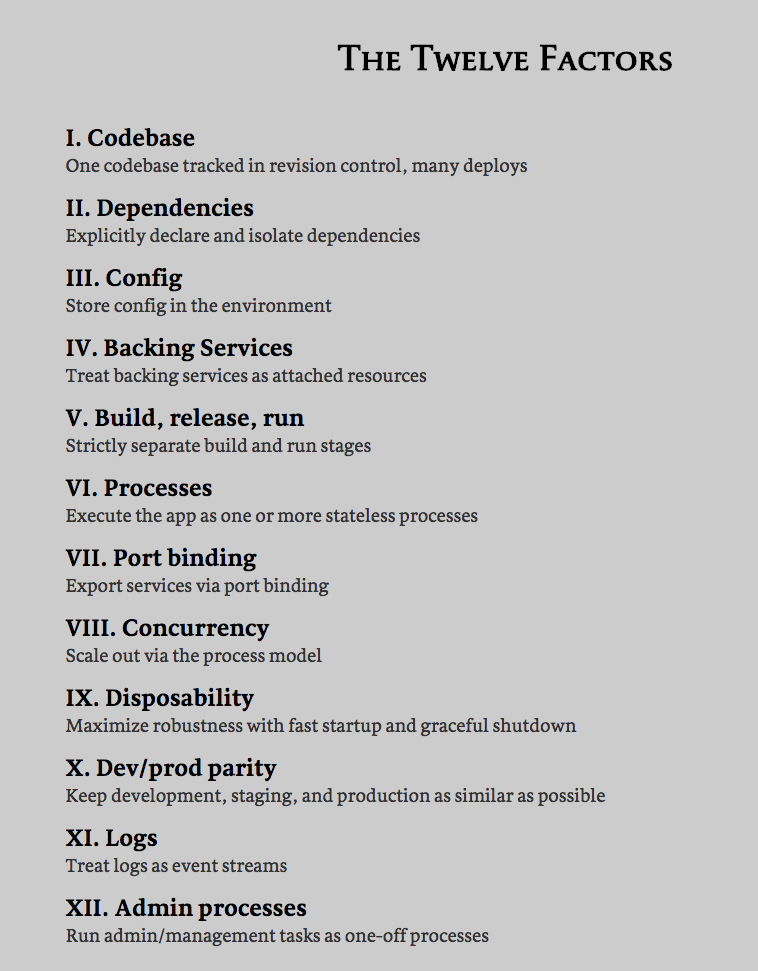 The Twelve Factors
I. Codebase
One codebase tracked in revision control, many deploys
II. Dependencies
Explicitly declare and isolate dependencies
III. Config
Store config in the environment
IV. Backing Services
Treat backing services as attached resources
V. Build, release, run
Strictly separate build and run stages
VI. Processes
Execute the app as one or more stateless processes
VII. Port binding
Export services via port binding
VIII. Concurrency
Scale out via the process model
IX. Disposability
Maximize robustness with fast startup and graceful shutdown
X. Dev/prod parity
Keep development, staging, and production as similar as possible
XI. Logs
Treat logs as event streams
XII. Admin processes
Run admin/management tasks as one-off processes